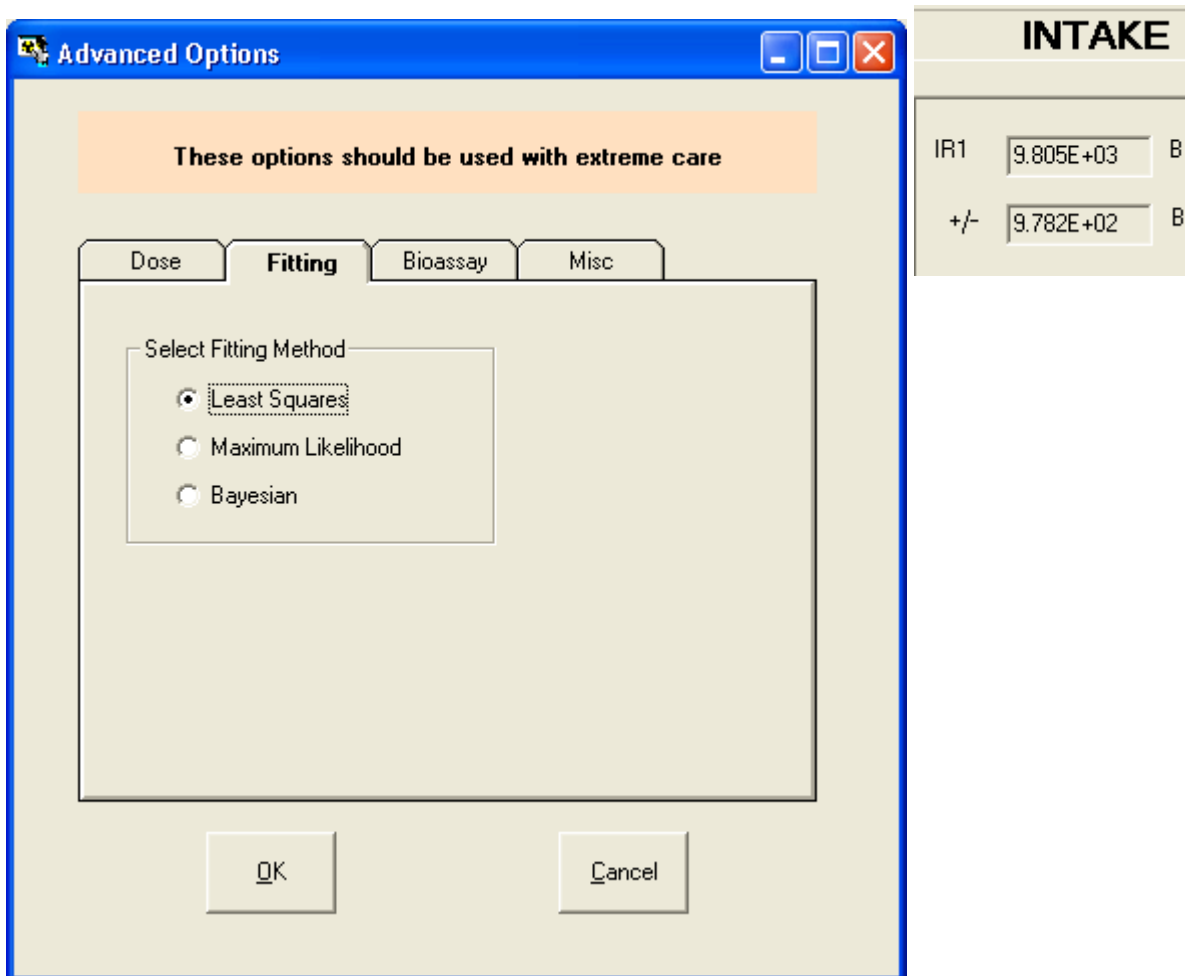 Advanced Options
These options should be used with extreme care
Dose Fitting Bioassay Misc
Select Fitting Method
Least Squares
Maximum Likelihood
Bayesian
OK Cancel
INTAKE
IR1 9.805E+03 B
+/- 9.782E+02 B